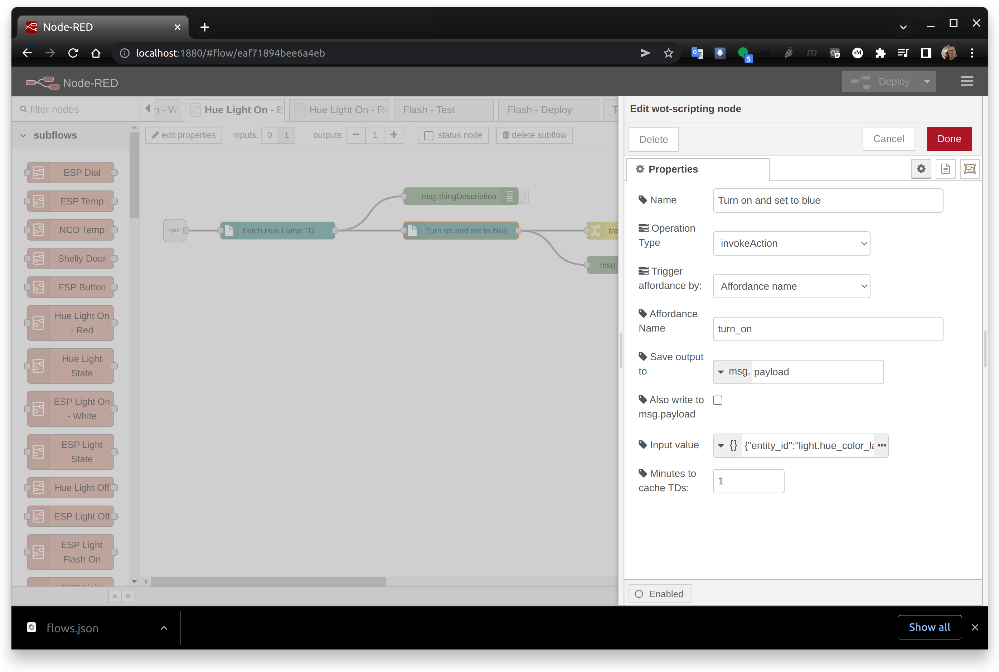 Node-RED
localhost:1880/#flow/eaf71894bee6a4eb
5
rM
Node-RED
Deploy
filter nodes
n - W
Hue Light On - B
Hue Light On - Re
Flash - Test
Flash - Deploy
T
subflows
edit properties
inputs: 0 1
outputs: 1
status node
delete subflow
ESP Dial
ESP Temp
NCD Temp
Shelly Door
ESP Button
Hue Light On
- Red
Hue Light
State
ESP Light On
- White
ESP Light
State
Hue Light Off
ESP Light Off
ESP Light
Flash On
ESP Light
input
Fetch Hue Lamp TD
msg.thingDescription
Turn on and set to blue
tra
msg.
Edit wot-scripting node
Delete
Cancel
Done
Properties
Name
Turn on and set to blue
Operation
Type
invokeAction
Trigger
affordance by:
Affordance name
Affordance
Name
turn_on
Save output
to
msg. payload
Also write to
msg.payload
Input value
{} {"entity_id":"light.hue_color_la
Minutes to
cache TDs:
1
Enabled
flows.json
Show all